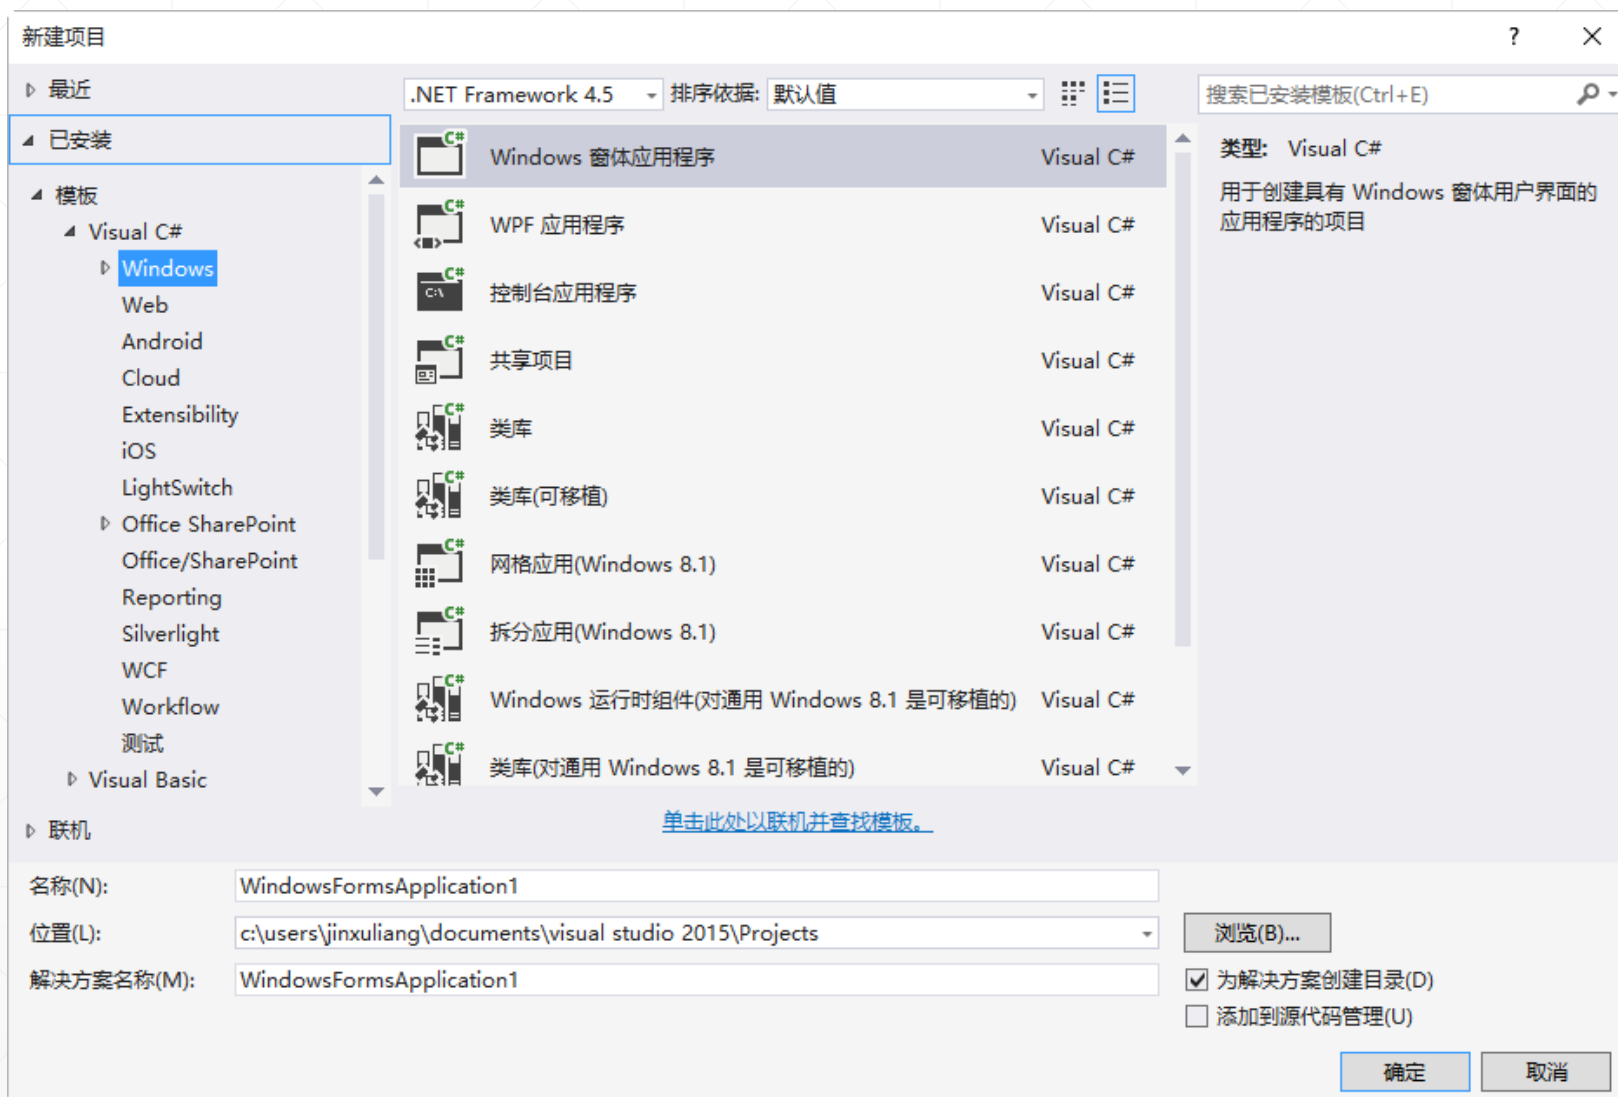 新建项目
?
最近
已安装
模板
Visual C#
Windows
Web
Android
Cloud
Extensibility
iOS
LightSwitch
Office SharePoint
Office/SharePoint
Reporting
Silverlight
WCF
Workflow
测试
Visual Basic
联机
.NET Framework 4.5 排序依据: 默认值
Windows 窗体应用程序 Visual C#
WPF 应用程序 Visual C#
控制台应用程序 Visual C#
共享项目 Visual C#
类库 Visual C#
类库(可移植) Visual C#
网格应用(Windows 8.1) Visual C#
拆分应用(Windows 8.1) Visual C#
Windows 运行时组件(对通用 Windows 8.1 是可移植的) Visual C#
类库(对通用 Windows 8.1 是可移植的) Visual C#
单击此处以联机并查找模板。
搜索已安装模板(Ctrl+E)
类型: Visual C#
用于创建具有 Windows 窗体用户界面的
应用程序的项目
名称(N): WindowsFormsApplication1
位置(L): c:\users\jinxuliang\documents\visual studio 2015\Projects 浏览(B)...
解决方案名称(M): WindowsFormsApplication1 为解决方案创建目录(D)
添加到源代码管理(U)
确定 取消